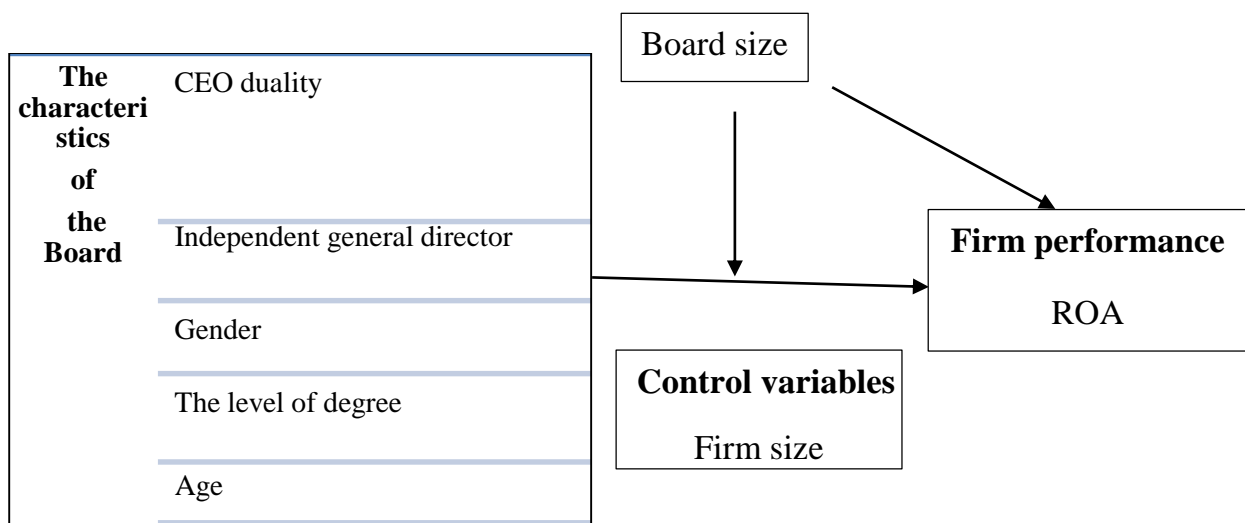 The
characteri
stics
of
the
Board
CEO duality
Independent general director
Gender
The level of degree
Age
Board size
Firm performance
ROA
Control variables
Firm size